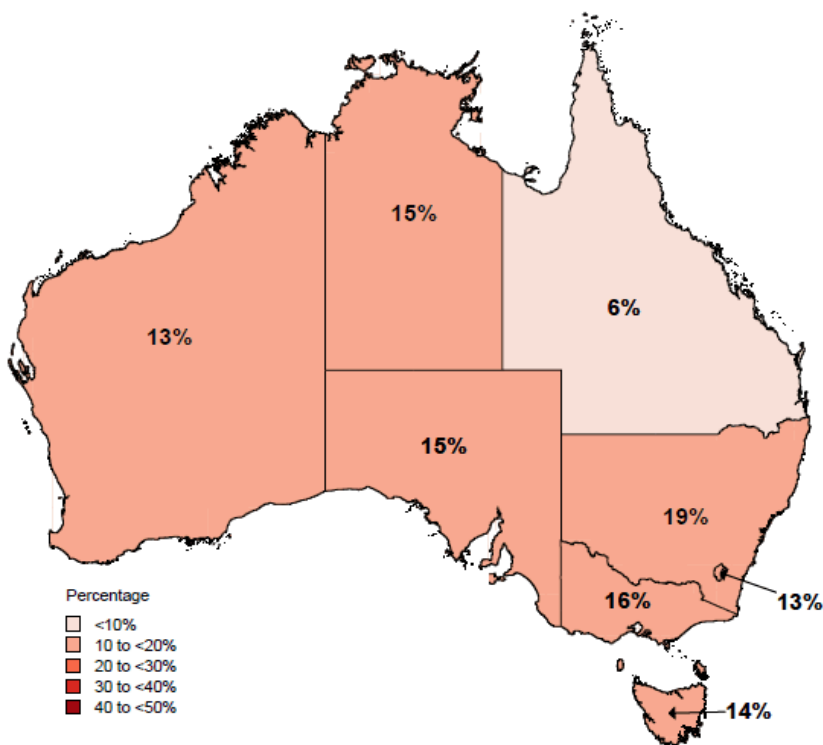 15%
6%
13%
15%
19%
16%
13%
Percentage
<10%
10 to <20%
20 to <30%
30 to <40%
40 to <50%
14%